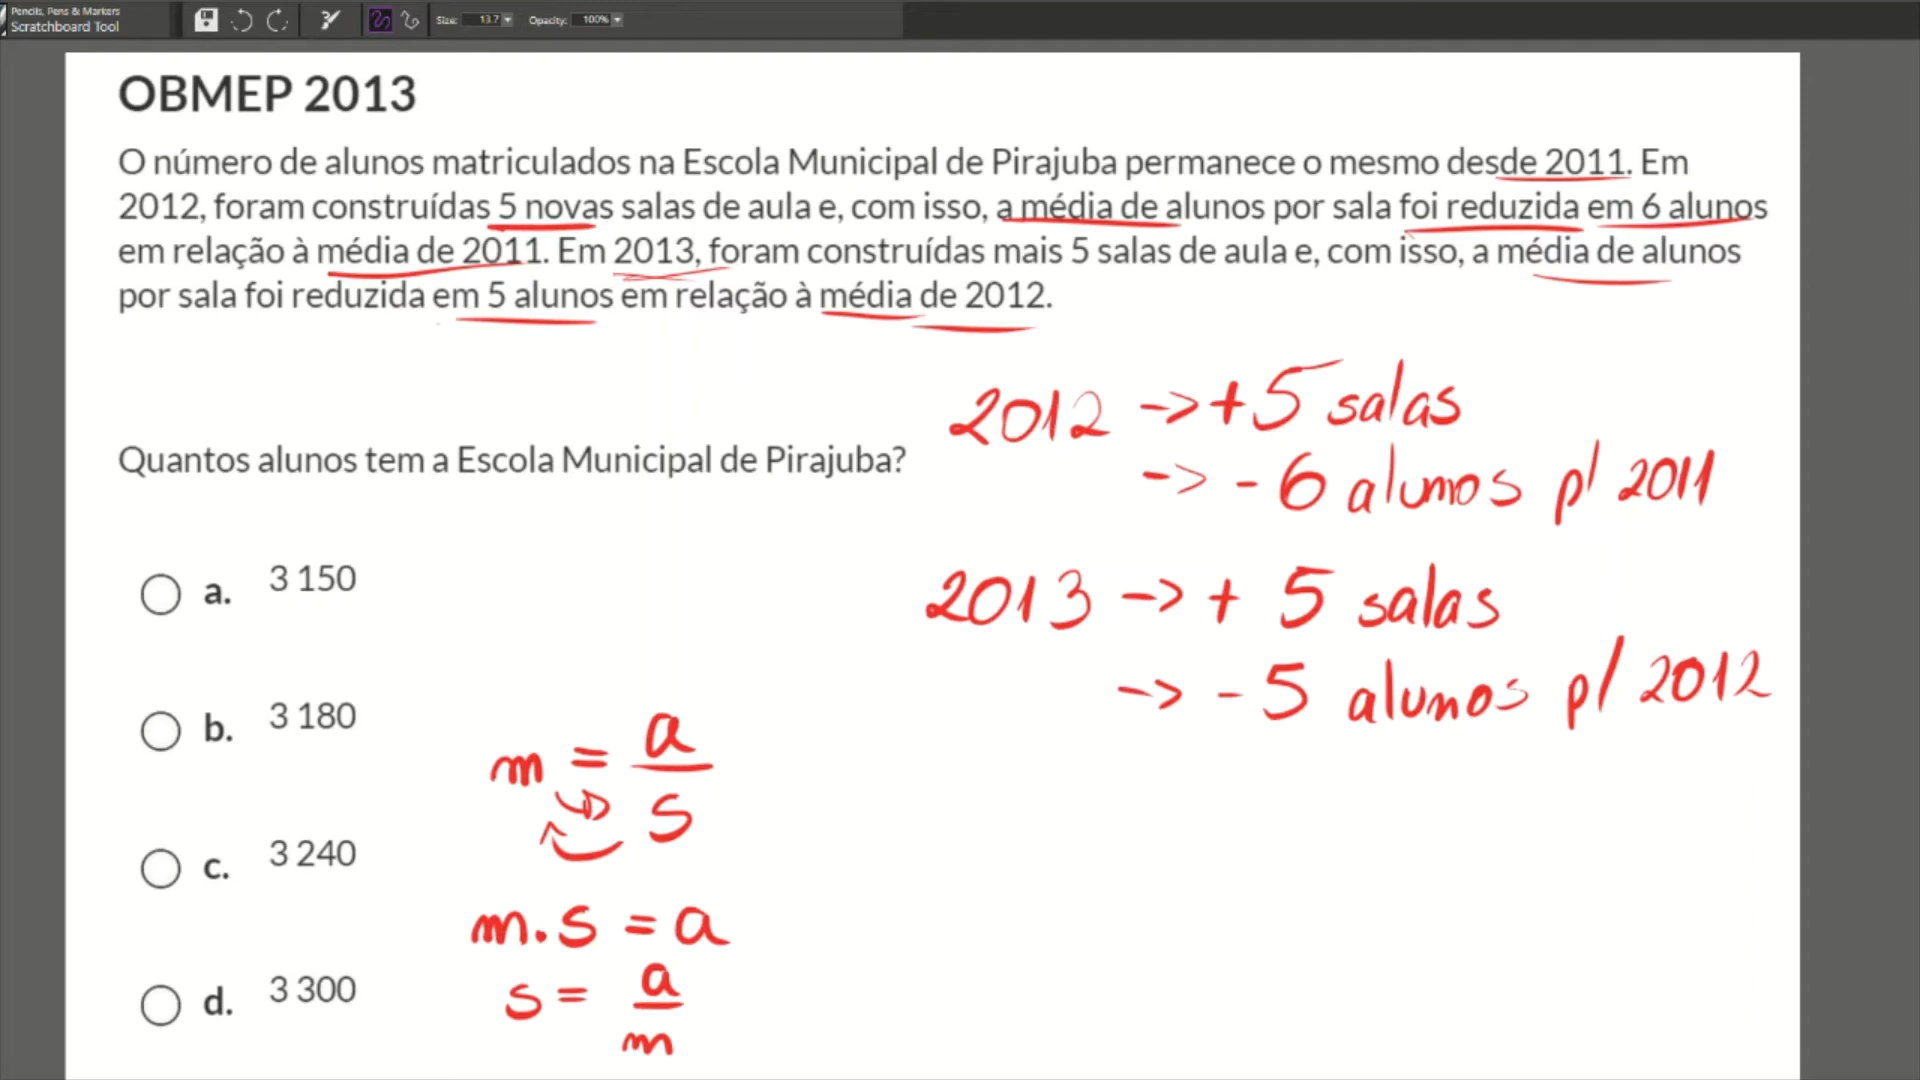 Pencils, Pens & Markers
Scratchboard Tool
Size: 13.7
Opacity: 100%
OBMEP 2013
O número de alunos matriculados na Escola Municipal de Pirajuba permanece o mesmo desde 2011. Em
2012, foram construídas 5 novas salas de aula e, com isso, a média de alunos por sala foi reduzida em 6 alunos
em relação à média de 2011. Em 2013, foram construídas mais 5 salas de aula e, com isso, a média de alunos
por sala foi reduzida em 5 alunos em relação à média de 2012.
2012 -> +5 salas
-> - 6 alunos p/ 2011
Quantos alunos tem a Escola Municipal de Pirajuba?
2013 -> + 5 salas
-> - 5 alunos p/ 2012
a. 3 150
b. 3 180
c. 3 240
d. 3 300
m = a/s
m.s = a
s = a/m